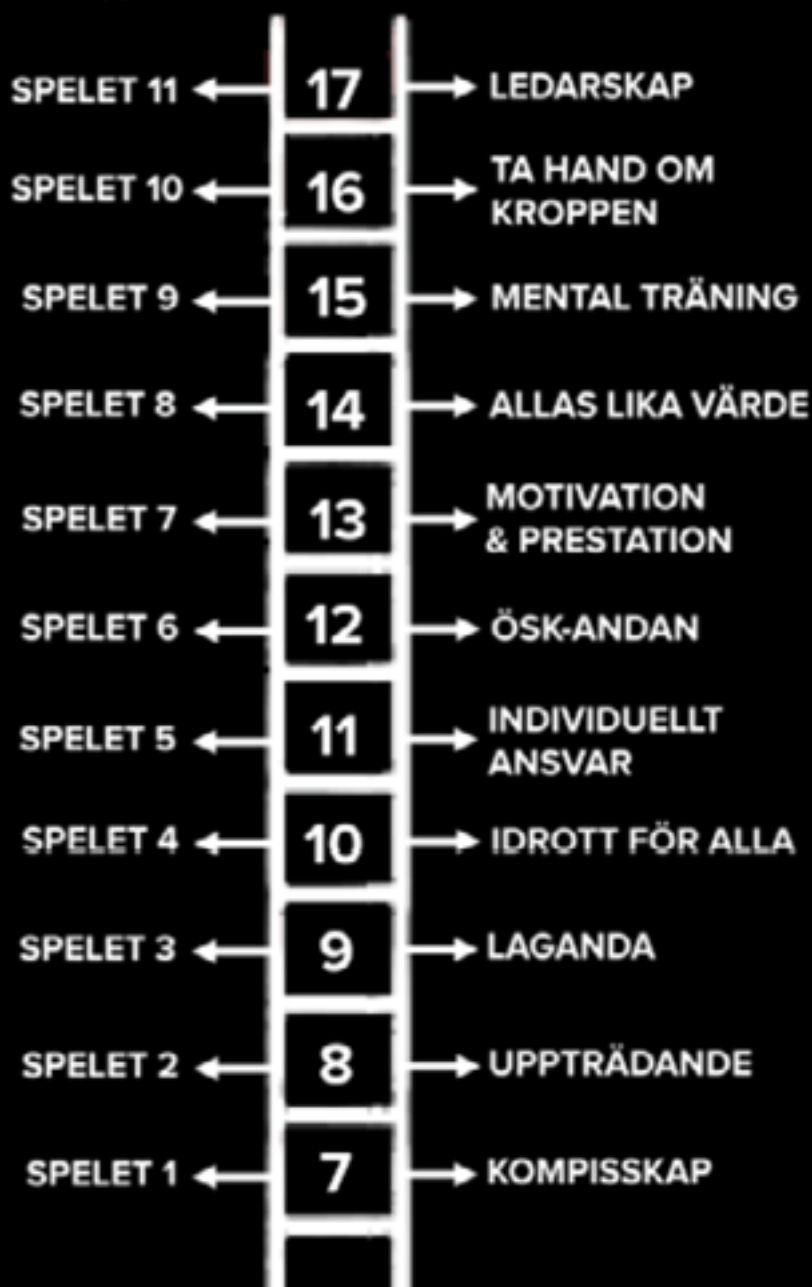 SPELET 11 17 LEDARSKAP
SPELET 10 16 TA HAND OM
KROPPEN
SPELET 9 15 MENTAL TRÄNING
SPELET 8 14 ALLAS LIKA VÄRDE
SPELET 7 13 MOTIVATION
& PRESTATION
SPELET 6 12 ÖSK-ANDAN
SPELET 5 11 INDIVIDUELLT
ANSVAR
SPELET 4 10 IDROTT FÖR ALLA
SPELET 3 9 LAGANDA
SPELET 2 8 UPPTRÄDANDE
SPELET 1 7 KOMPISSKAP